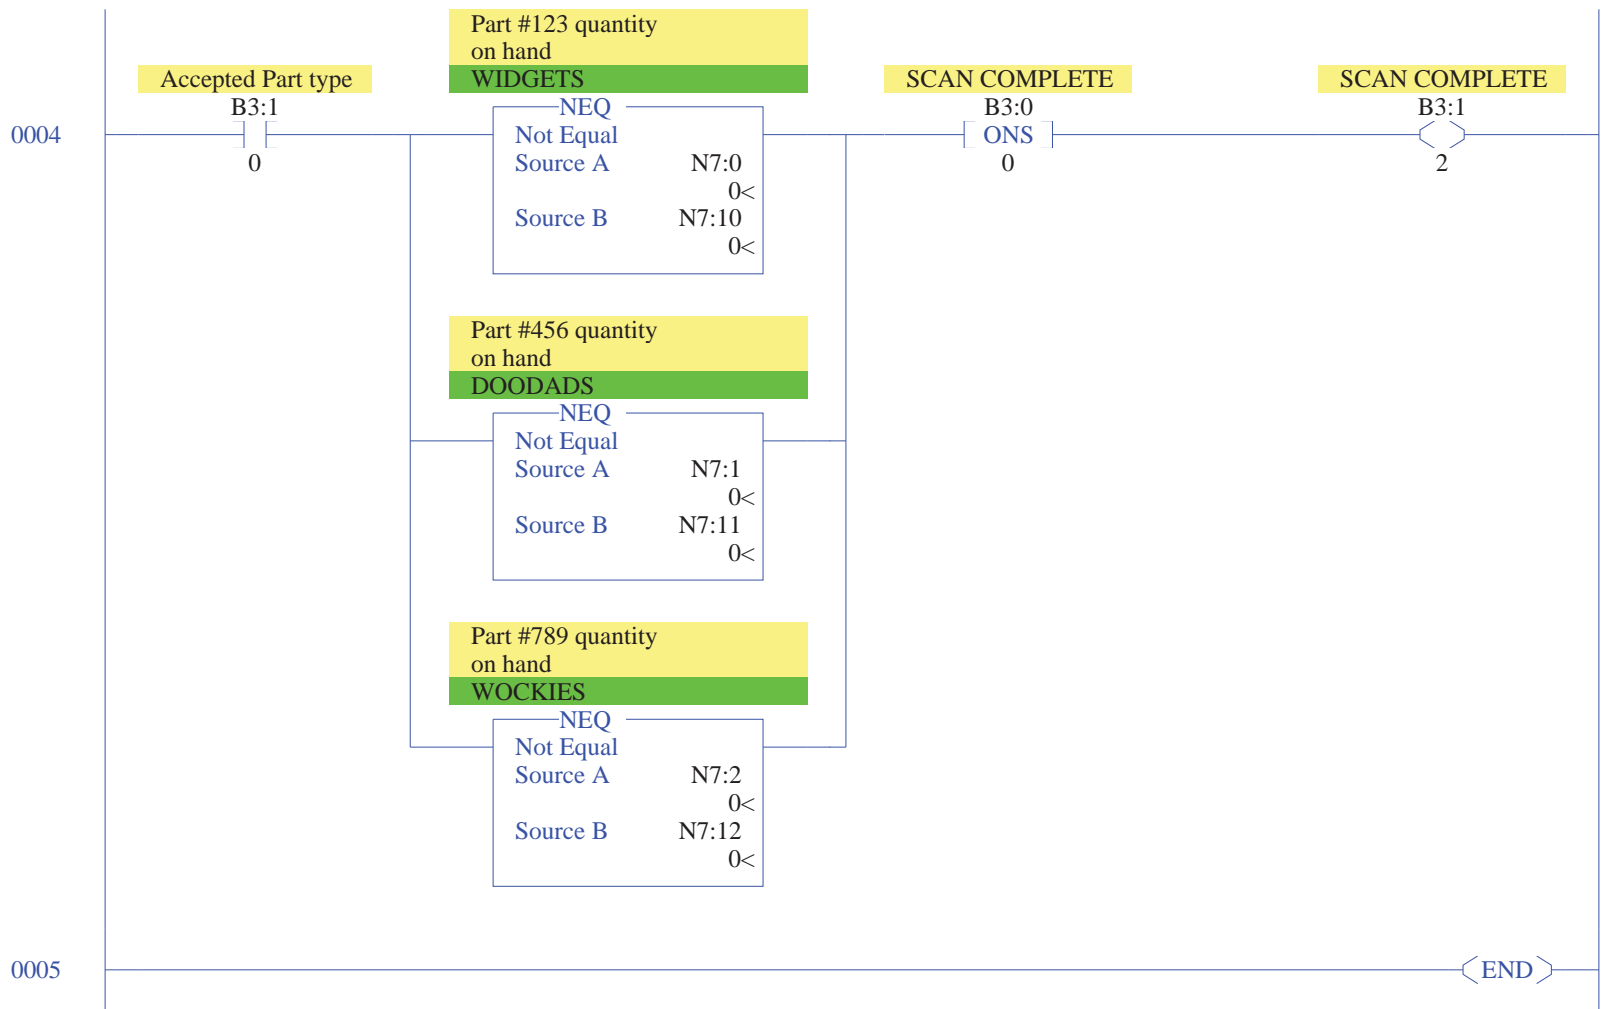 Part #123 quantity
on hand
WIDGETS
Accepted Part type
B3:1
0
0004
NEQ
Not Equal
Source A N7:0
0<
Source B N7:10
0<
SCAN COMPLETE
B3:0
ONS
0
SCAN COMPLETE
B3:1
2
Part #456 quantity
on hand
DOODADS
NEQ
Not Equal
Source A N7:1
0<
Source B N7:11
0<
Part #789 quantity
on hand
WOCKIES
NEQ
Not Equal
Source A N7:2
0<
Source B N7:12
0<
0005
END